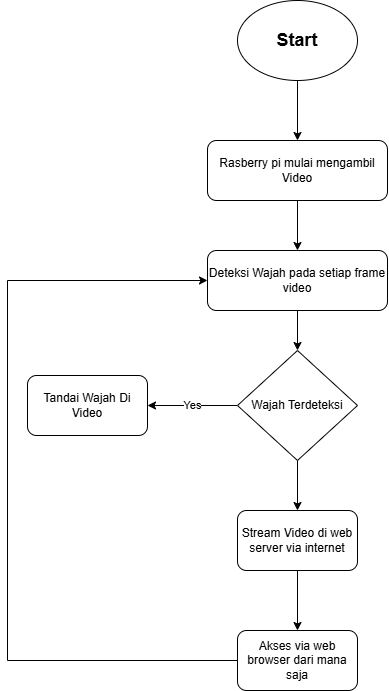 Start
Rasberry pi mulai mengambil
Video
Deteksi Wajah pada setiap frame
video
Wajah Terdeteksi
Yes
Tandai Wajah Di
Video
Stream Video di web
server via internet
Akses via web
browser dari mana
saja